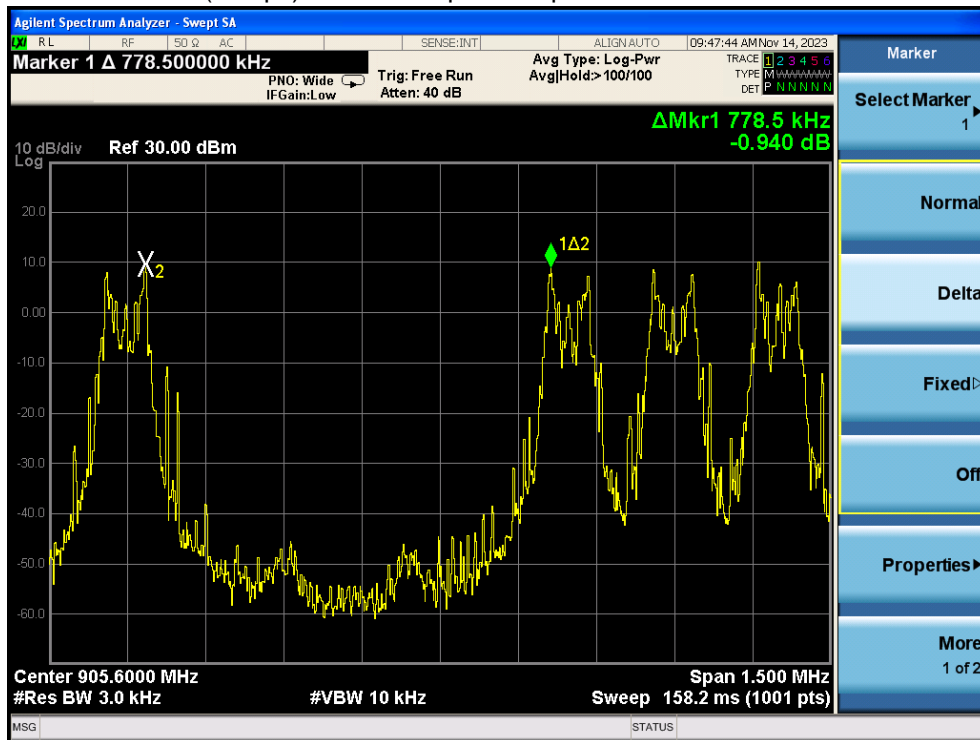 Agilent Spectrum Analyzer - Swept SA
LXI RL RF 50 Ω AC SENSE:INT ALIGNAUTO 09:47:44 AM Nov 14, 2023
Marker 1 Δ 778.500000 kHz
PNO: Wide
IFGain:Low
Trig: Free Run
Atten: 40 dB
Avg Type: Log-Pwr
Avg|Hold:>100/100
TRACE 1 2 3 4 5 6
TYPE M
DET P N N N N N
ΔMkr1 778.5 kHz
-0.940 dB
10 dB/div Ref 30.00 dBm
Log
20.0
10.0
0.00
-10.0
-20.0
-30.0
-40.0
-50.0
-60.0
X2
1Δ2
Center 905.6000 MHz Span 1.500 MHz
#Res BW 3.0 kHz #VBW 10 kHz Sweep 158.2 ms (1001 pts)
MSG STATUS
Marker
Select Marker
1
Normal
Delta
Fixed
Off
Properties
More
1 of 2